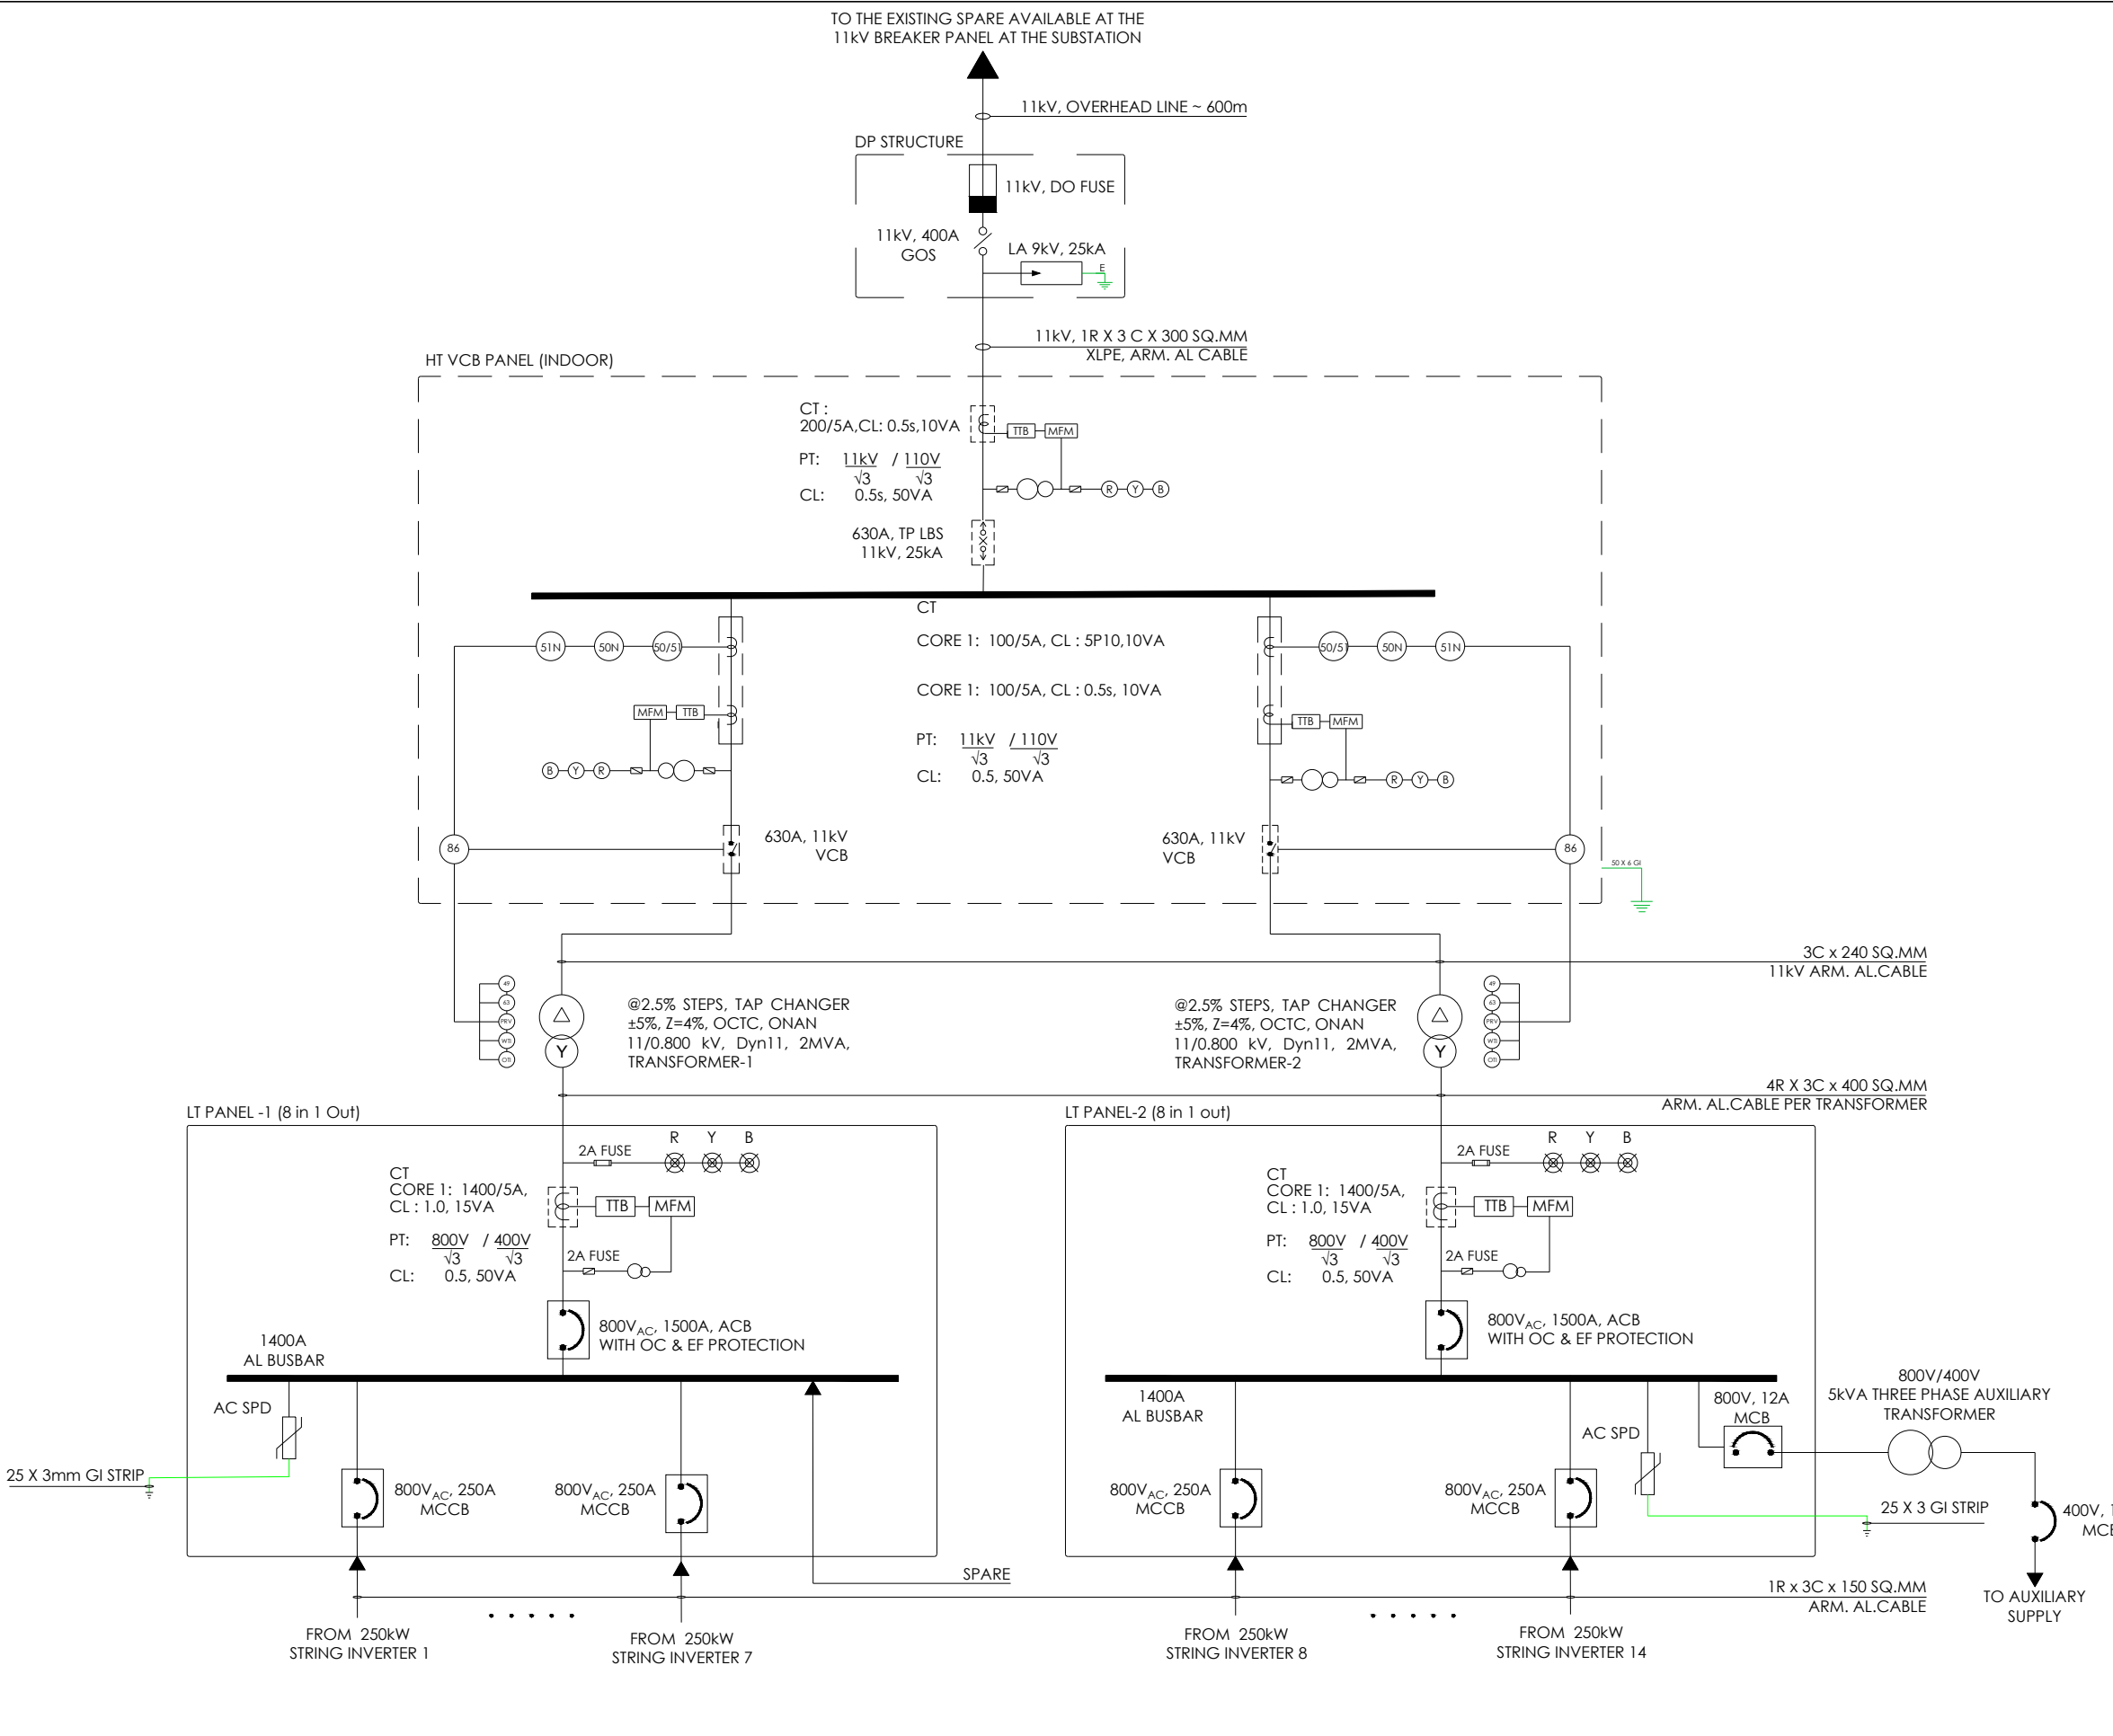 TO THE EXISTING SPARE AVAILABLE AT THE
11kV BREAKER PANEL AT THE SUBSTATION
11kV, OVERHEAD LINE ~ 600m
DP STRUCTURE
11kV, DO FUSE
11kV, 400A
GOS
LA 9kV, 25kA
E
11kV, 1R X 3 C X 300 SQ.MM
XLPE, ARM. AL CABLE
HT VCB PANEL (INDOOR)
CT :
200/5A,CL: 0.5s,10VA
TTB MFM
PT: 11kV / 110V
√3 √3
CL: 0.5s, 50VA
R Y B
630A, TP LBS
11kV, 25kA
CT
CORE 1: 100/5A, CL : 5P10,10VA
51N 50N 50/51
50/51 50N 51N
CORE 1: 100/5A, CL : 0.5s, 10VA
MFM TTB
TTB MFM
PT: 11kV / 110V
√3 √3
CL: 0.5, 50VA
B Y R
R Y B
630A, 11kV
VCB
630A, 11kV
VCB
86
86
50 X 6 GI
3C x 240 SQ.MM
11kV ARM. AL.CABLE
49
63
PRV
WTI
OTI
Y
@2.5% STEPS, TAP CHANGER
±5%, Z=4%, OCTC, ONAN
11/0.800 kV, Dyn11, 2MVA,
TRANSFORMER-1
@2.5% STEPS, TAP CHANGER
±5%, Z=4%, OCTC, ONAN
11/0.800 kV, Dyn11, 2MVA,
TRANSFORMER-2
Y
49
63
PRV
WTI
OTI
4R X 3C x 400 SQ.MM
ARM. AL.CABLE PER TRANSFORMER
LT PANEL -1 (8 in 1 Out)
R Y B
2A FUSE
CT
CORE 1: 1400/5A,
CL : 1.0, 15VA
TTB MFM
PT: 800V / 400V
√3 √3
CL: 0.5, 50VA
2A FUSE
800VAC, 1500A, ACB
WITH OC & EF PROTECTION
1400A
AL BUSBAR
AC SPD
25 X 3mm GI STRIP
800VAC, 250A
MCCB
800VAC, 250A
MCCB
SPARE
FROM 250kW
STRING INVERTER 1
FROM 250kW
STRING INVERTER 7
LT PANEL-2 (8 in 1 out)
R Y B
2A FUSE
CT
CORE 1: 1400/5A,
CL : 1.0, 15VA
TTB MFM
PT: 800V / 400V
√3 √3
CL: 0.5, 50VA
2A FUSE
800VAC, 1500A, ACB
WITH OC & EF PROTECTION
1400A
AL BUSBAR
800V, 12A
MCB
800V/400V
5kVA THREE PHASE AUXILIARY
TRANSFORMER
AC SPD
800VAC, 250A
MCCB
800VAC, 250A
MCCB
25 X 3 GI STRIP
400V,
1R x 3C x 150 SQ.MM
ARM. AL.CABLE
TO AUXILIARY
SUPPLY
FROM 250kW
STRING INVERTER 8
FROM 250kW
STRING INVERTER 14